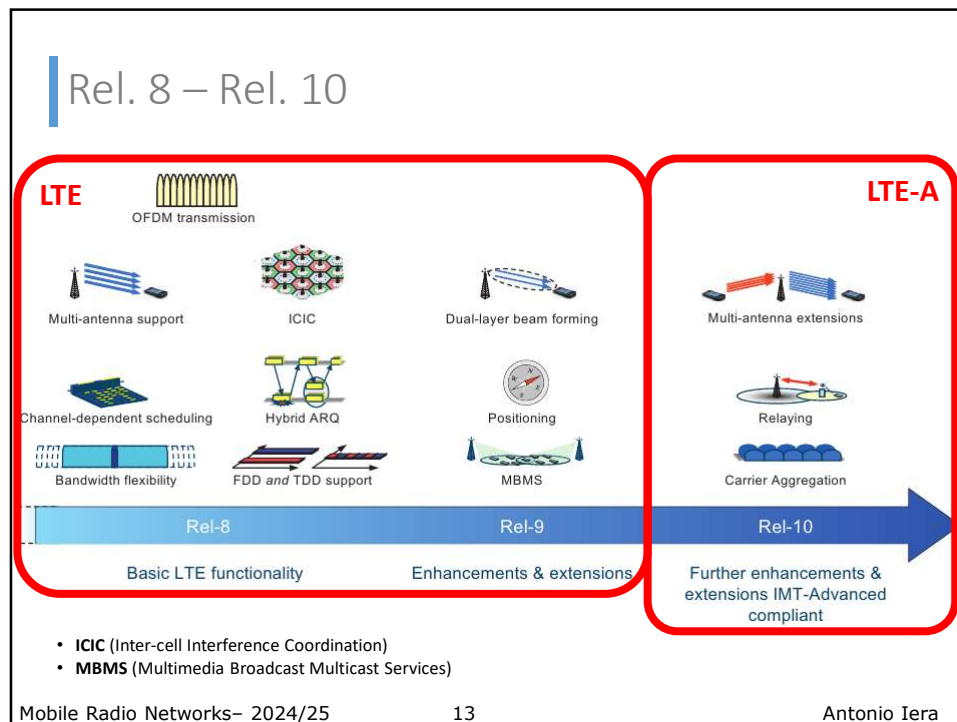 Rel. 8 – Rel. 10
LTE
LTE-A
OFDM transmission
Multi-antenna support
ICIC
Dual-layer beam forming
Multi-antenna extensions
Channel-dependent scheduling
Hybrid ARQ
Positioning
Relaying
Bandwidth flexibility
FDD and TDD support
MBMS
Carrier Aggregation
Rel-8
Rel-9
Rel-10
Basic LTE functionality
Enhancements & extensions
Further enhancements &
extensions IMT-Advanced
compliant
• ICIC (Inter-cell Interference Coordination)
• MBMS (Multimedia Broadcast Multicast Services)
Mobile Radio Networks– 2024/25
13
Antonio Iera